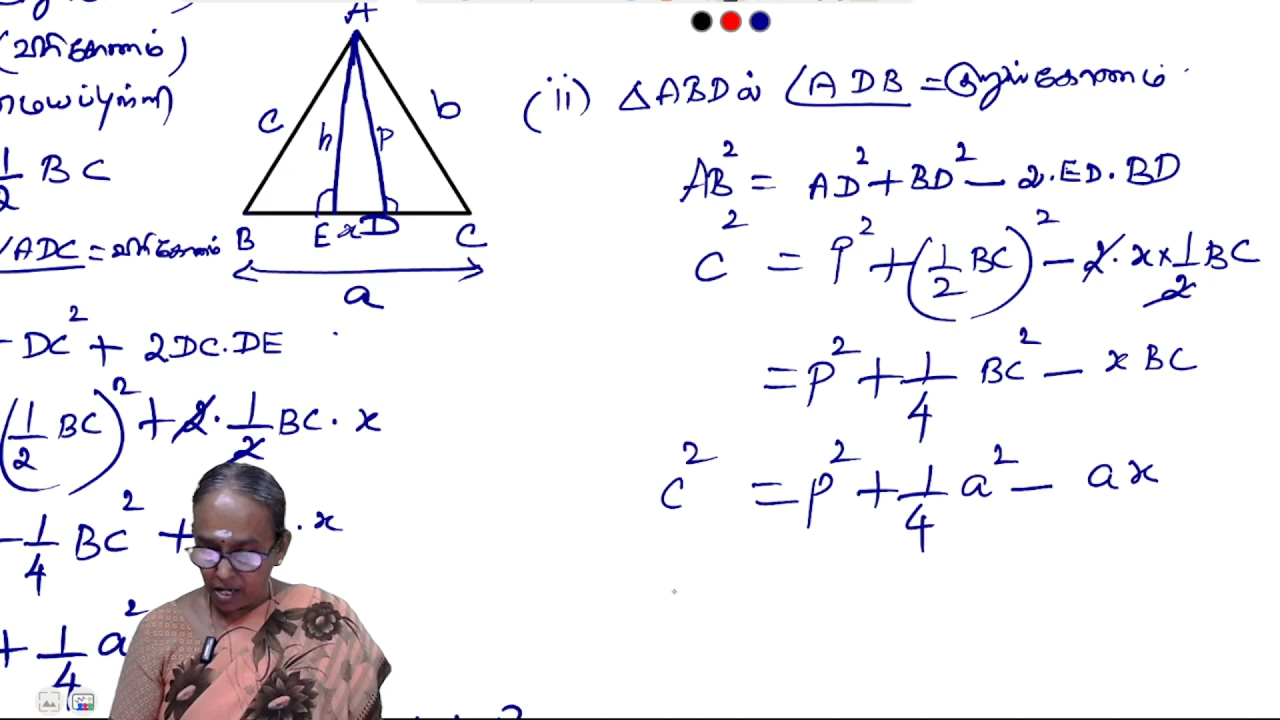 (விரிகோணம்)
மையப்புள்ளி
1/2 BC
∠ADC = விரிகோணம்
DC² + 2DC.DE
(1/2 BC)² + 2·1/2 BC· x
1/4 BC² + · x
+ 1/4 a²
A
c
b
h
p
B E x D C
a
(ii) △ABDல் ∠ADB = குறுங்கோணம்
AB² = AD² + BD² - 2·ED·BD
C² = P² + (1/2 BC)² - 2·x×1/2 BC
= P² + 1/4 BC² - x BC
C² = P² + 1/4 a² - ax